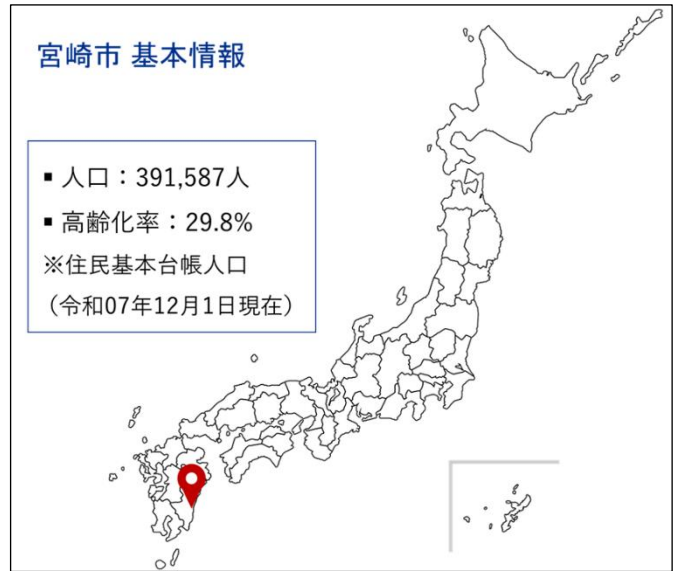 宮崎市 基本情報
▪ 人口：391,587人
▪ 高齢化率：29.8%
※住民基本台帳人口
（令和07年12月1日現在）